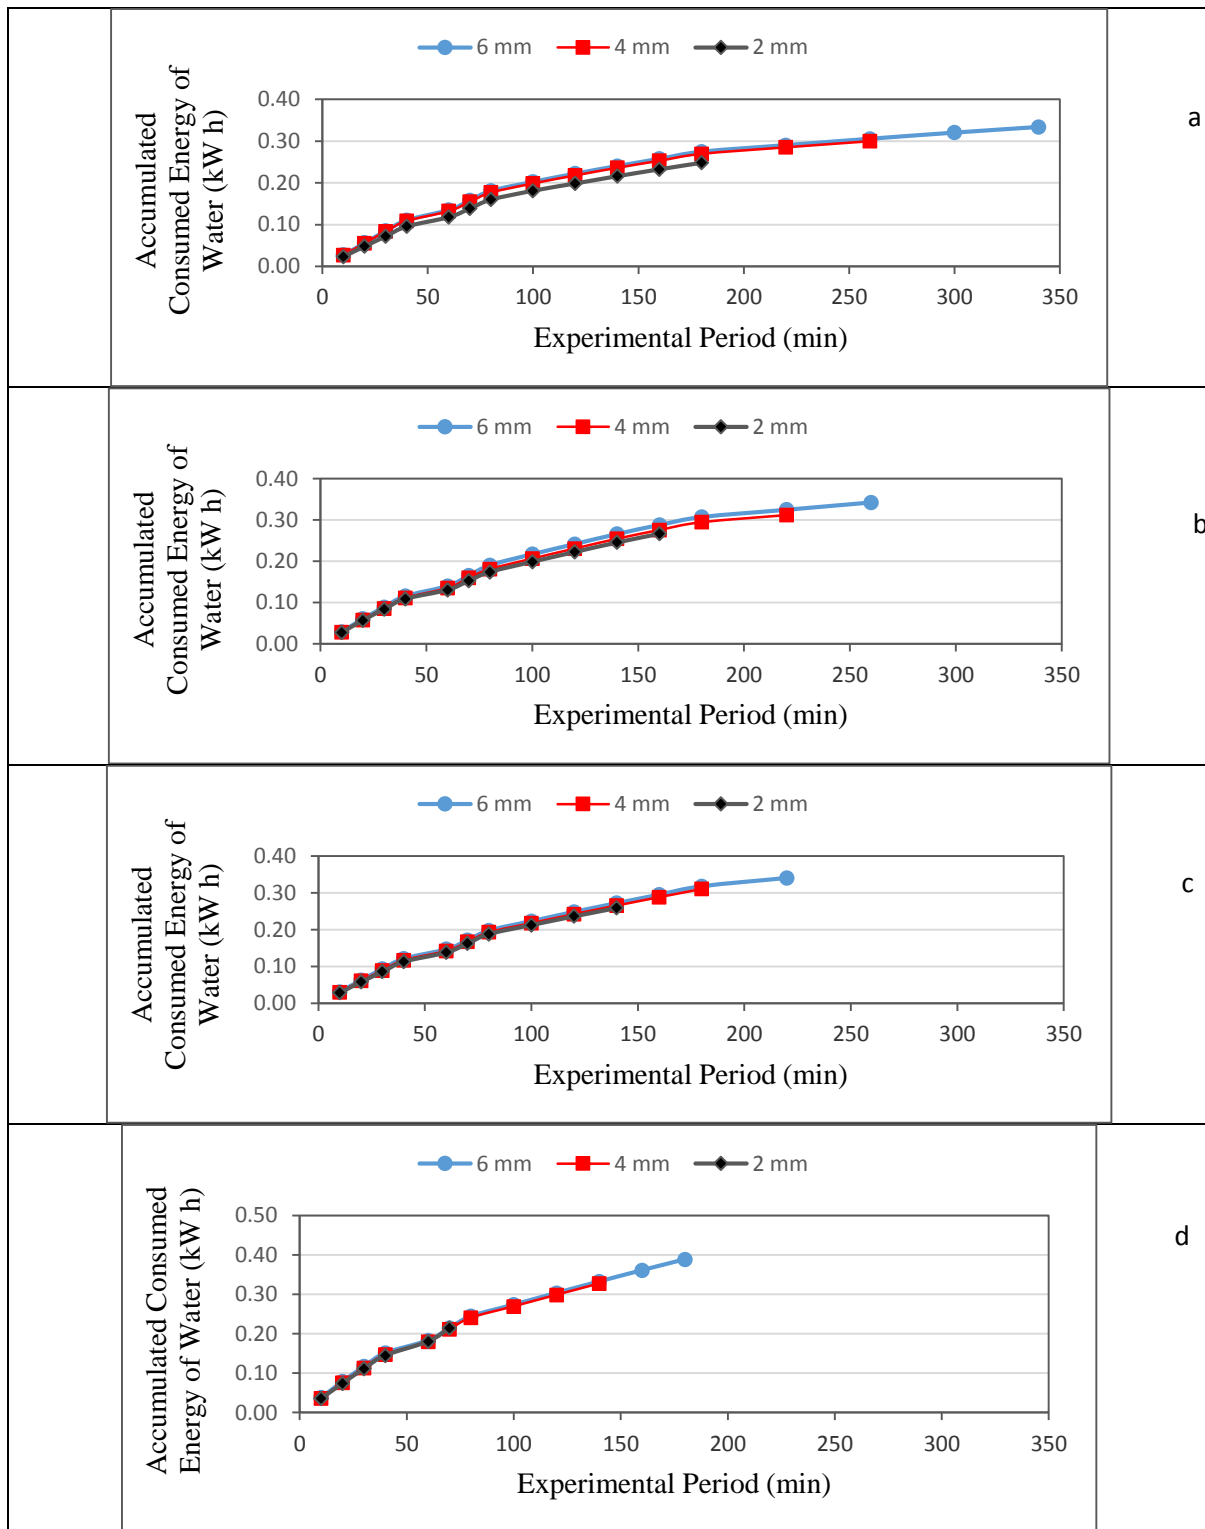 6 mm 4 mm 2 mm
a
Accumulated
Consumed Energy of
Water (kW h)
0.40
0.30
0.20
0.10
0.00
0 50 100 150 200 250 300 350
Experimental Period (min)
6 mm 4 mm 2 mm
b
Accumulated
Consumed Energy of
Water (kW h)
0.40
0.30
0.20
0.10
0.00
0 50 100 150 200 250 300 350
Experimental Period (min)
6 mm 4 mm 2 mm
c
Accumulated
Consumed Energy of
Water (kW h)
0.40
0.30
0.20
0.10
0.00
0 50 100 150 200 250 300 350
Experimental Period (min)
6 mm 4 mm 2 mm
d
Accumulated Consumed
Energy of Water (kW h)
0.50
0.40
0.30
0.20
0.10
0.00
0 50 100 150 200 250 300 350
Experimental Period (min)